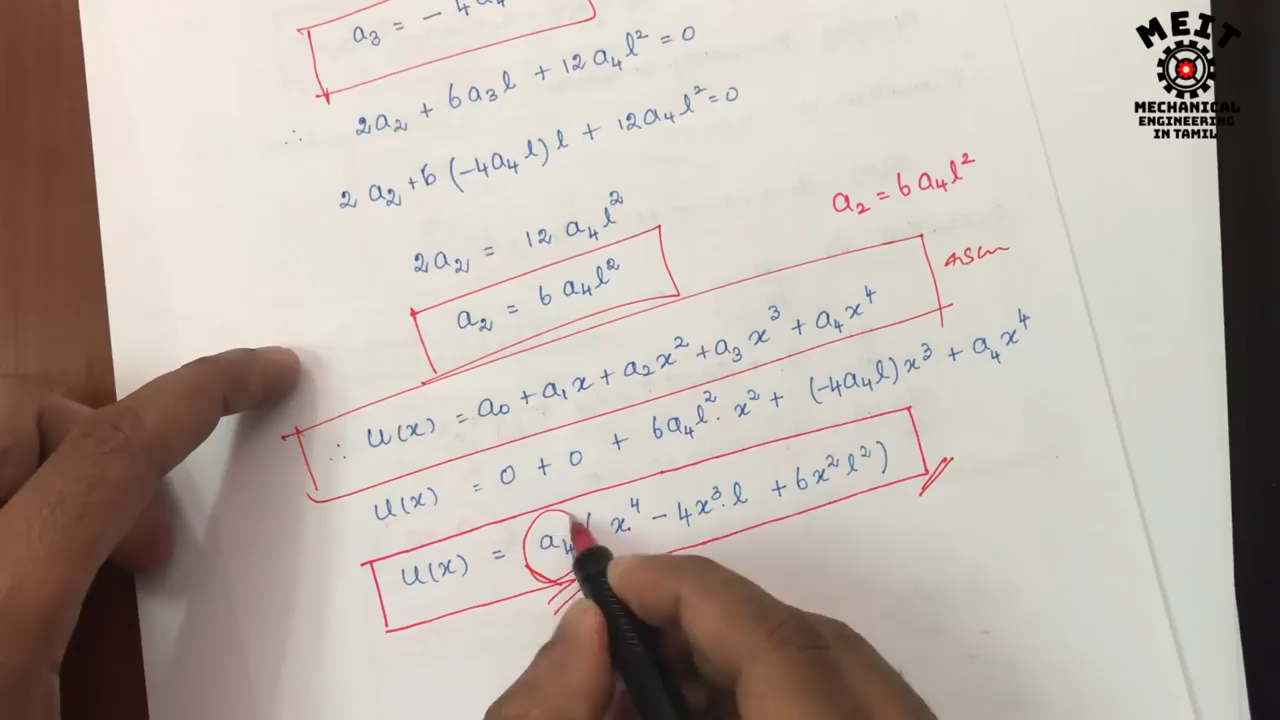 a₃ = - 4a₄
MEIT
MECHANICAL
ENGINEERING
IN TAMIL
∴ 2a₂ + 6a₃l + 12a₄l² = 0
2a₂ + 6(-4a₄l)l + 12a₄l² = 0
2a₂ = 12a₄l²
a₂ = 6a₄l²
a₂ = 6a₄l²
∴ u(x) = a₀ + a₁x + a₂x² + a₃x³ + a₄x⁴
u(x) = 0 + 0 + 6a₄l².x² + (-4a₄l)x³ + a₄x⁴
u(x) = a₄(x⁴ - 4x³.l + 6x²l²)